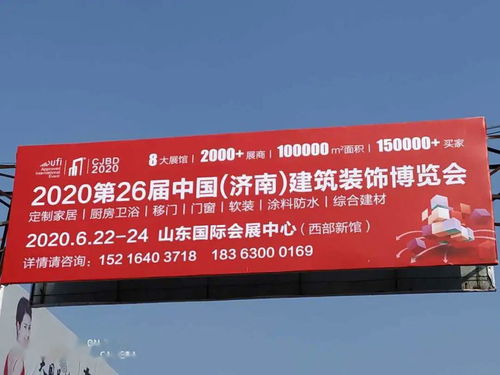 ufi
Approved
International
Event
CJBD
2020
8大展馆 | 2000+展商 | 100000㎡面积 | 150000+买家
2020第26届中国(济南)建筑装饰博览会
定制家居 | 厨房卫浴 | 移门 | 门窗 | 软装 | 涂料防水 | 综合建材
2020.6.22-24 山东国际会展中心(西部新馆)
详情请咨询: 152 1640 3718 183 6300 0169